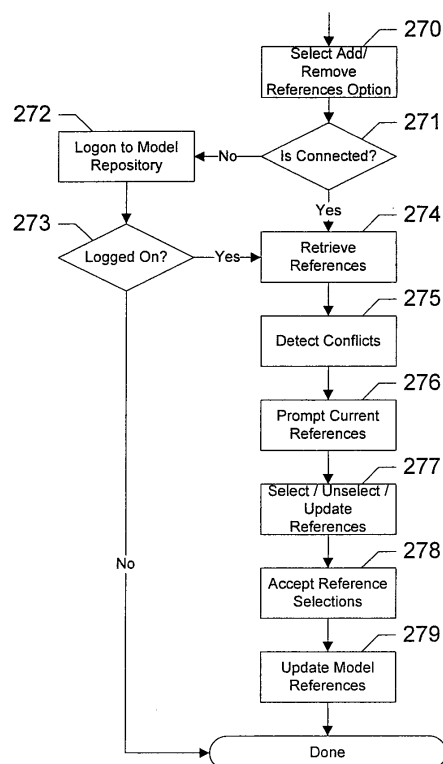 270
Select Add/
Remove
References Option
271
Is Connected?
No
272
Logon to Model
Repository
Yes
273
Logged On?
Yes
274
Retrieve
References
275
Detect Conflicts
276
Prompt Current
References
277
Select / Unselect /
Update
References
278
Accept Reference
Selections
No
279
Update Model
References
Done